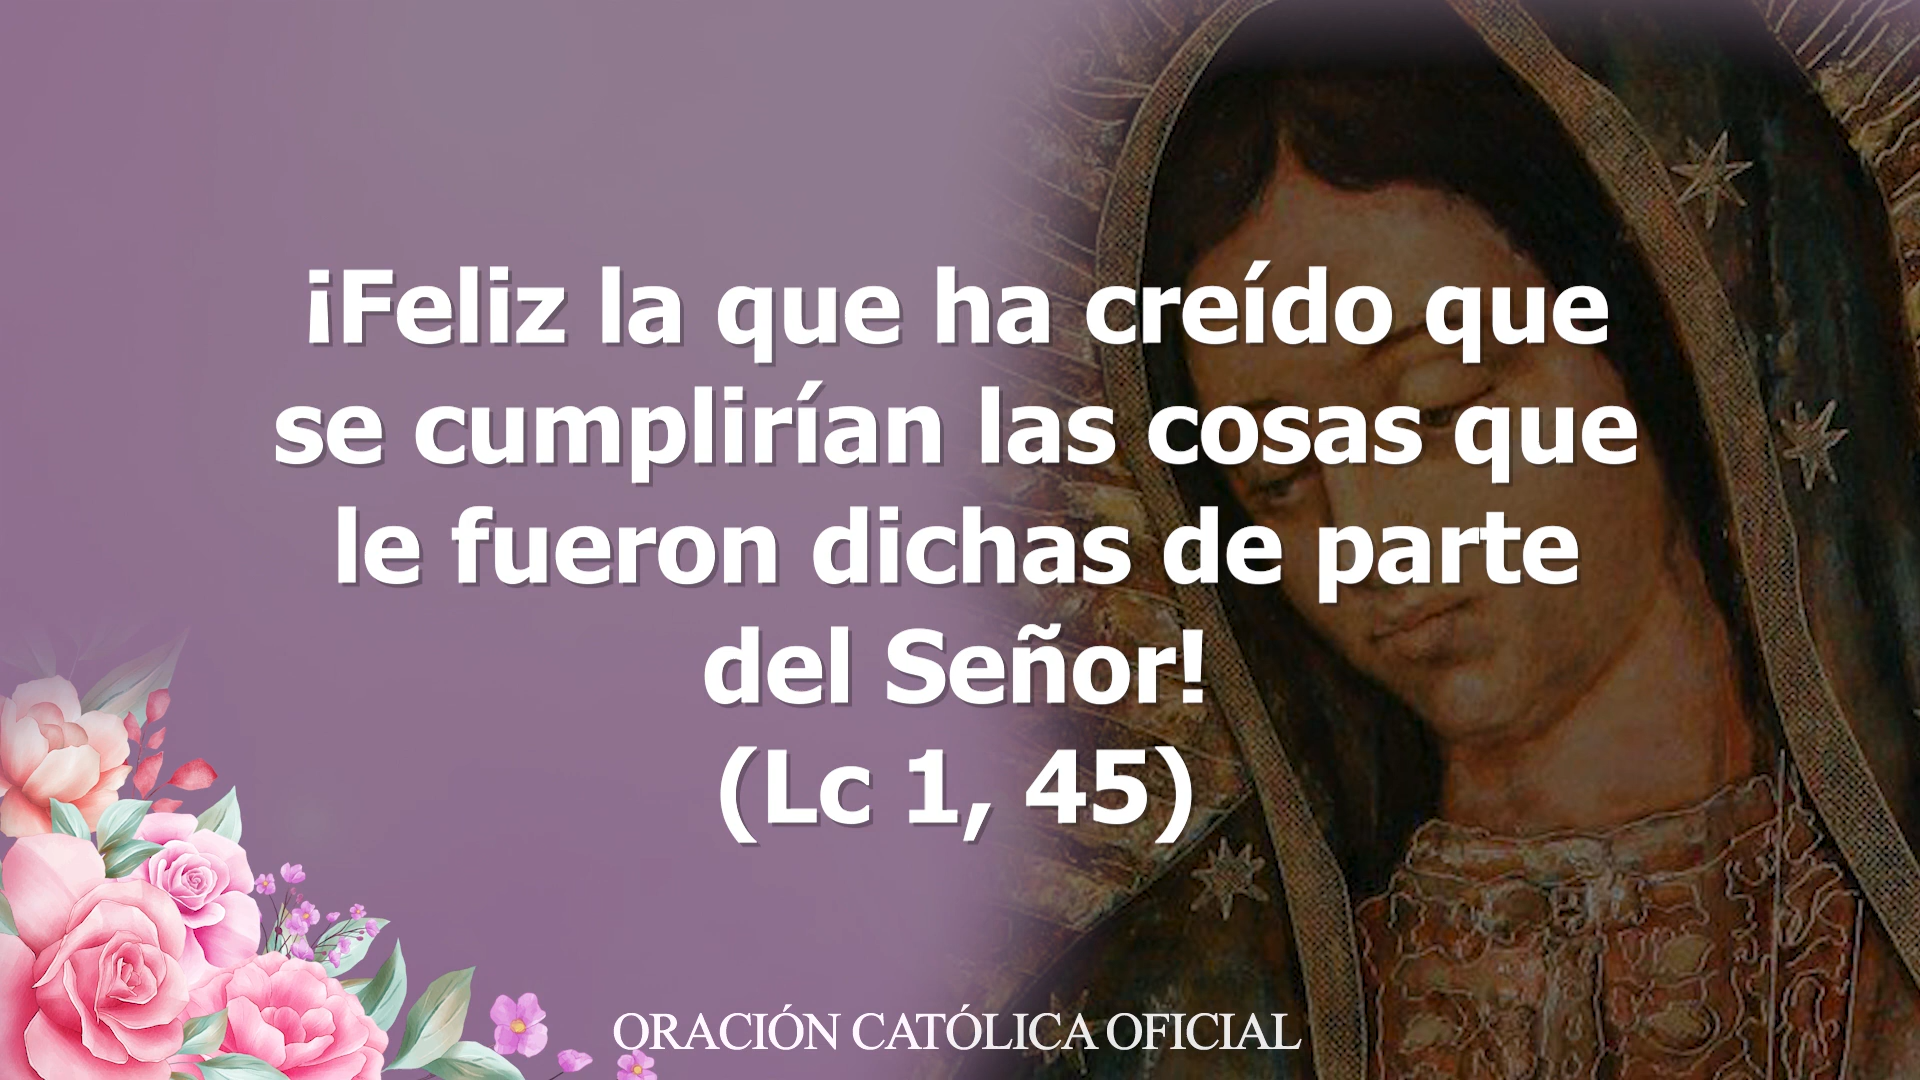 ¡Feliz la que ha creído que
se cumplirían las cosas que
le fueron dichas de parte
del Señor!
(Lc 1, 45)
ORACIÓN CATÓLICA OFICIAL